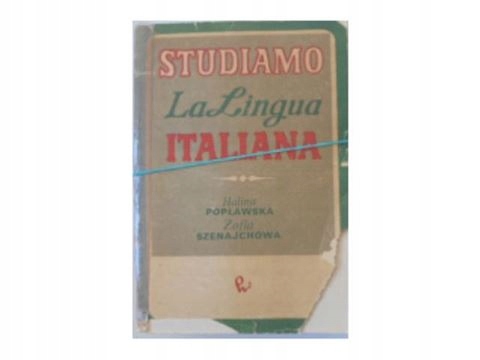 STUDIAMO
La Lingua
ITALIANA
Halina
POPŁAWSKA
Zofia
SZENAJCHOWA